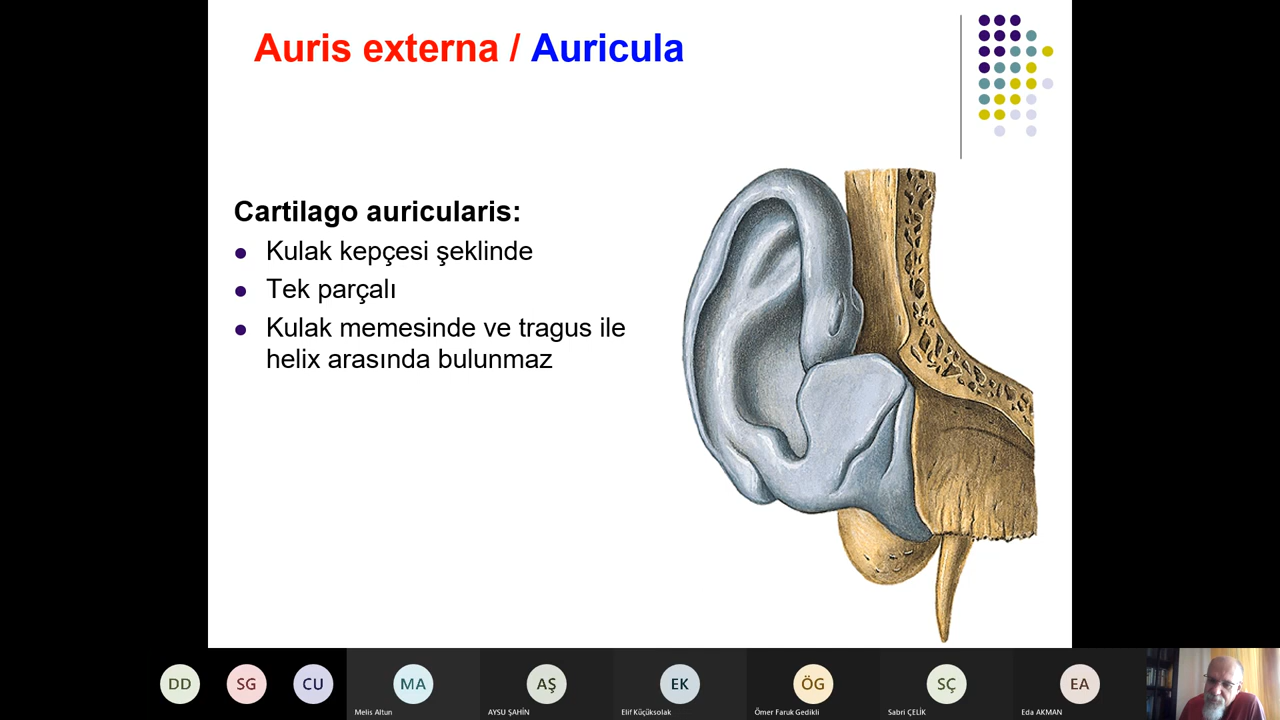 Auris externa / Auricula
Cartilago auricularis:
Kulak kepçesi şeklinde
Tek parçalı
Kulak memesinde ve tragus ile
helix arasında bulunmaz
DD
SG
CU
MA
AŞ
EK
ÖG
SÇ
EA
Melis Altun
AYSU ŞAHİN
Elif Küçüksolak
Ömer Faruk Gedikli
Sabri ÇELİK
Eda AKMAN